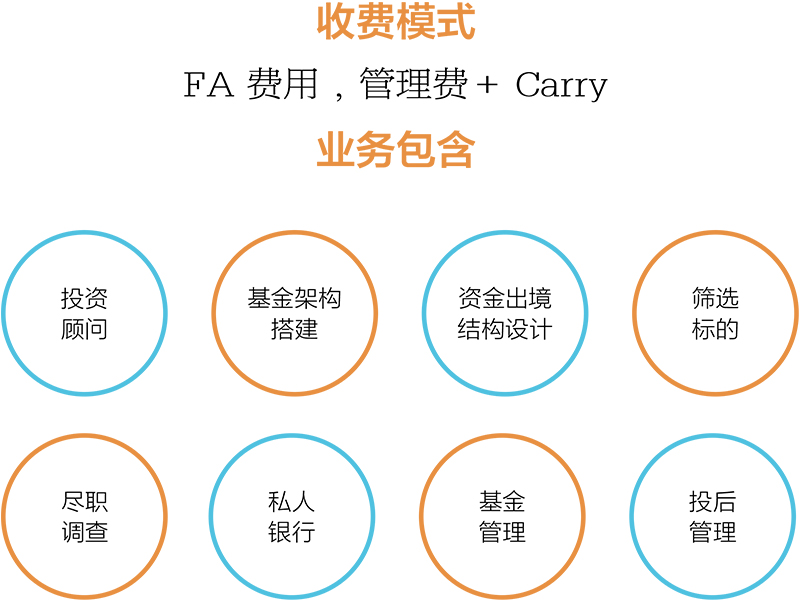 收费模式
FA 费用，管理费+ Carry
业务包含
投资
顾问
基金架构
搭建
资金出境
结构设计
筛选
标的
尽职
调查
私人
银行
基金
管理
投后
管理